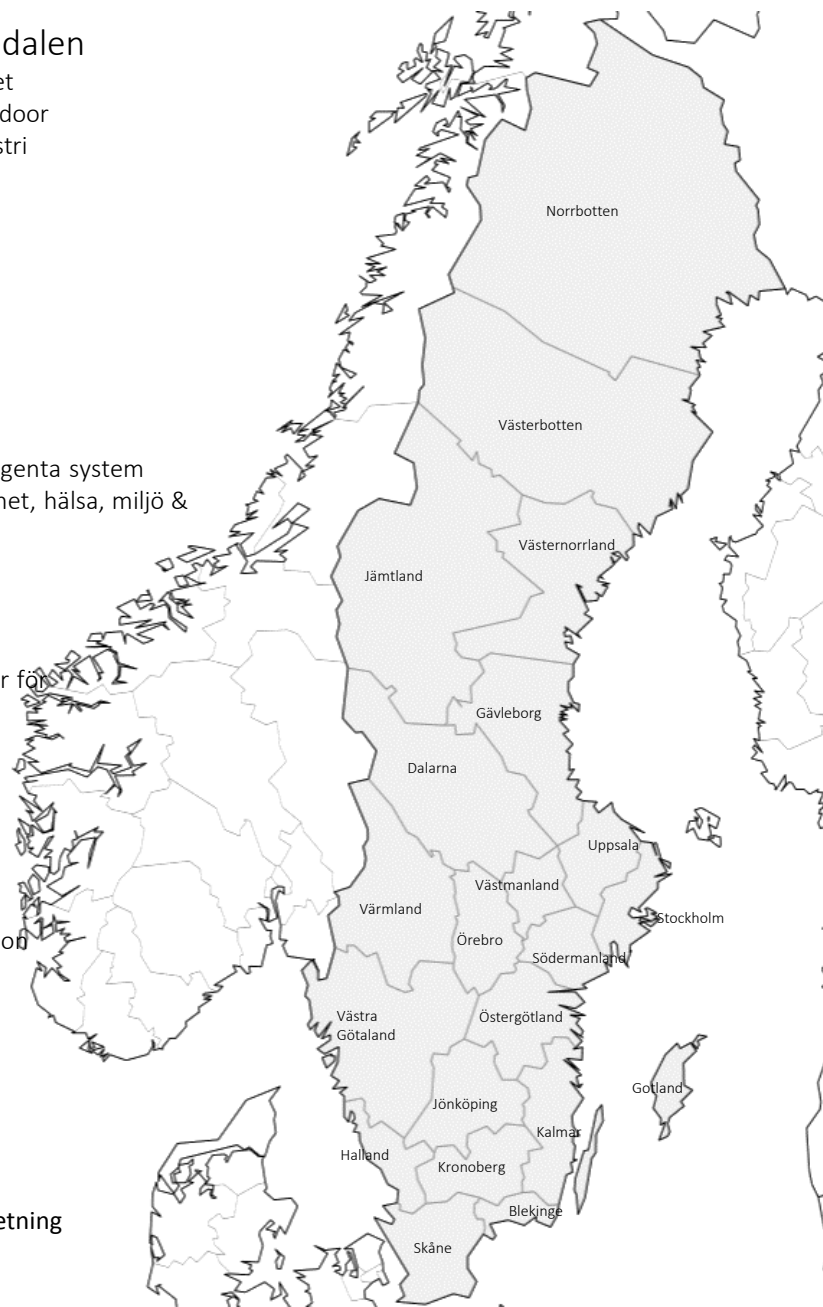 dalen
et
door
stri
genta system
het, hälsa, miljö &
r för
on
etning
Norrbotten
Västerbotten
Västernorrland
Jämtland
Gävleborg
Dalarna
Uppsala
Västmanland
Värmland
Stockholm
Örebro
Södermanland
Västra
Götaland
Östergötland
Gotland
Jönköping
Kalmar
Halland
Kronoberg
Blekinge
Skåne